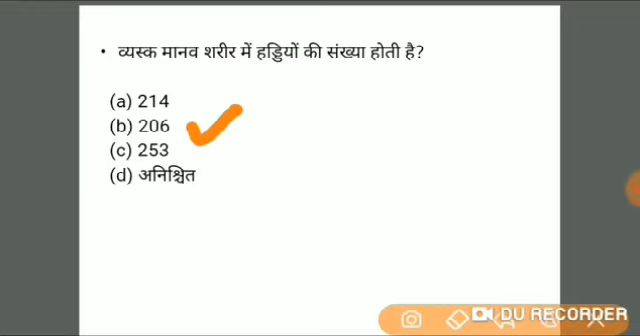 • व्यस्क मानव शरीर में हड्डियों की संख्या होती है?
(a) 214
(b) 206
(c) 253
(d) अनिश्चित
DU RECORDER